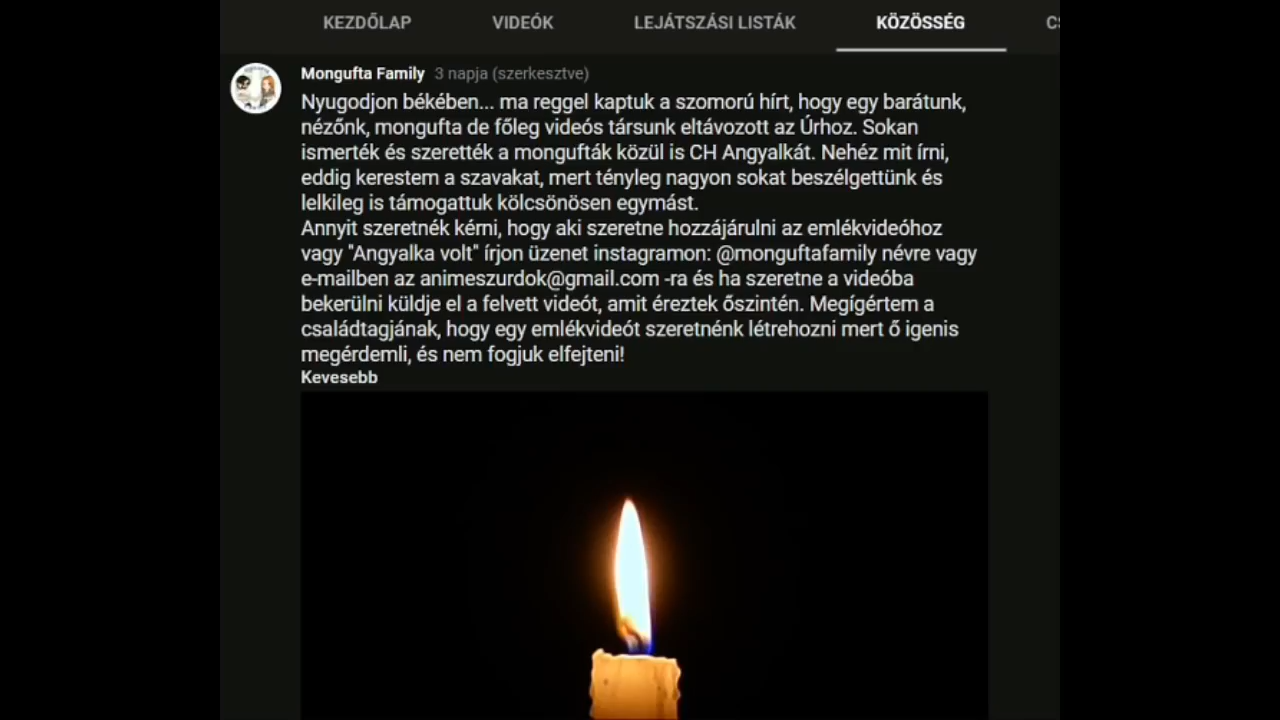 KEZDŐLAP VIDEÓK LEJÁTSZÁSI LISTÁK KÖZÖSSÉG
Mongufta Family 3 napja (szerkesztve)
Nyugodjon békében... ma reggel kaptuk a szomorú hírt, hogy egy barátunk,
nézőnk, mongufta de főleg videós társunk eltávozott az Úrhoz. Sokan
ismerték és szerették a mongufták közül is CH Angyalkát. Nehéz mit írni,
eddig kerestem a szavakat, mert tényleg nagyon sokat beszélgettünk és
lelkileg is támogattuk kölcsönösen egymást.
Annyit szeretnék kérni, hogy aki szeretne hozzájárulni az emlékvideóhoz
vagy "Angyalka volt" írjon üzenet instagramon: @monguftafamily névre vagy
e-mailben az animeszurdok@gmail.com -ra és ha szeretne a videóba
bekerülni küldje el a felvett videót, amit éreztek őszintén. Megígértem a
családtagjának, hogy egy emlékvideót szeretnénk létrehozni mert ő igenis
megérdemli, és nem fogjuk elfejteni!
Kevesebb